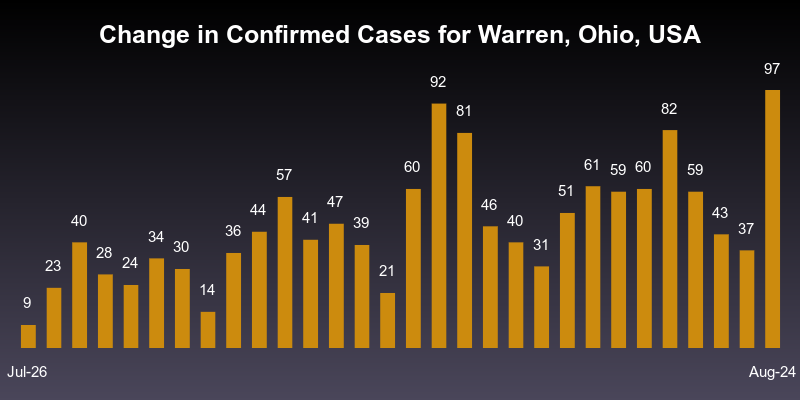 Change in Confirmed Cases for Warren, Ohio, USA
9 23 40 28 24 34 30 14 36 44 57 41 47 39 21 60 92 81 46 40 31 51 61 59 60 82 59 43 37 97
Jul-26 Aug-24